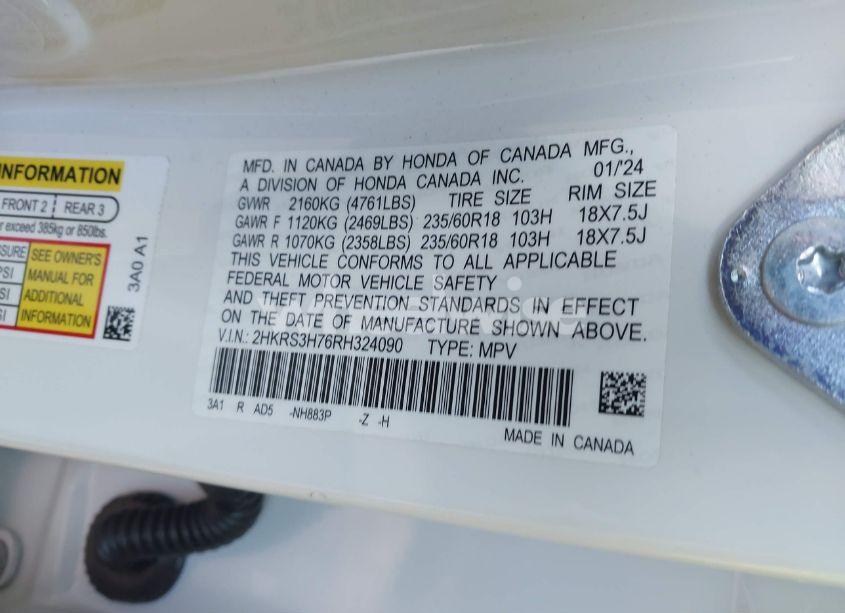 INFORMATION
FRONT 2 | REAR 3
exceed 385kg or 850lbs.
SEE OWNER'S
MANUAL FOR
ADDITIONAL
INFORMATION
PSI
3A0 A1
MFD. IN CANADA BY HONDA OF CANADA MFG.,
A DIVISION OF HONDA CANADA INC. 01/'24
GVWR 2160KG (4761LBS) TIRE SIZE RIM SIZE
GAWR F 1120KG (2469LBS) 235/60R18 103H 18X7.5J
GAWR R 1070KG (2358LBS) 235/60R18 103H 18X7.5J
THIS VEHICLE CONFORMS TO ALL APPLICABLE
FEDERAL MOTOR VEHICLE SAFETY
AND THEFT PREVENTION STANDARDS IN EFFECT
ON THE DATE OF MANUFACTURE SHOWN ABOVE.
V.I.N.: 2HKRS3H76RH324090 TYPE: MPV
3A1 R AD5 -NH883P -Z -H
MADE IN CANADA